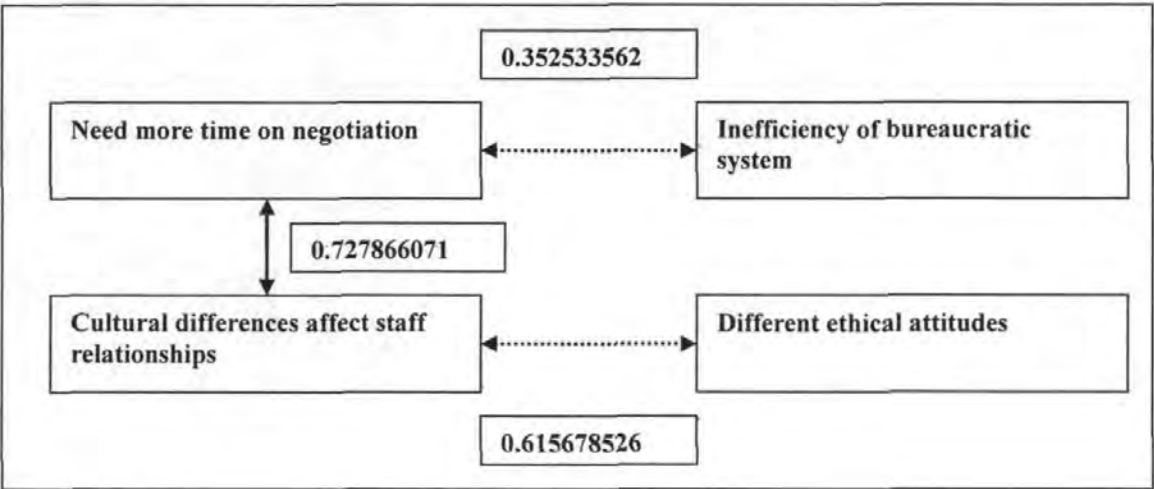 0.352533562
Need more time on negotiation
Inefficiency of bureaucratic
system
0.727866071
Cultural differences affect staff
relationships
Different ethical attitudes
0.615678526